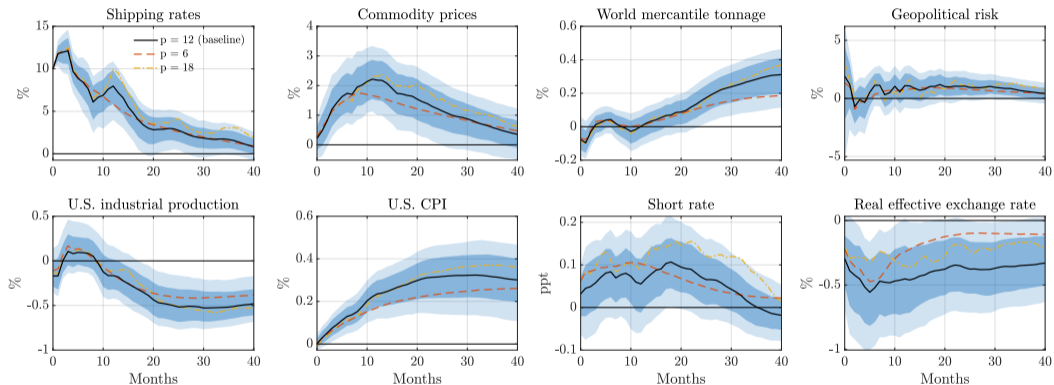 Shipping rates
Commodity prices
World mercantile tonnage
Geopolitical risk
15
10
5
0
%
p = 12 (baseline)
p = 6
p = 18
0 10 20 30 40
4
3
2
1
0
%
0 10 20 30 40
0.6
0.4
0.2
0
-0.2
%
0 10 20 30 40
5
0
-5
%
0 10 20 30 40
U.S. industrial production
U.S. CPI
Short rate
Real effective exchange rate
0.5
0
-0.5
-1
%
0 10 20 30 40
Months
0.6
0.4
0.2
0
%
0 10 20 30 40
Months
0.2
0.1
0
-0.1
ppt
0 10 20 30 40
Months
0
-0.5
-1
%
0 10 20 30 40
Months